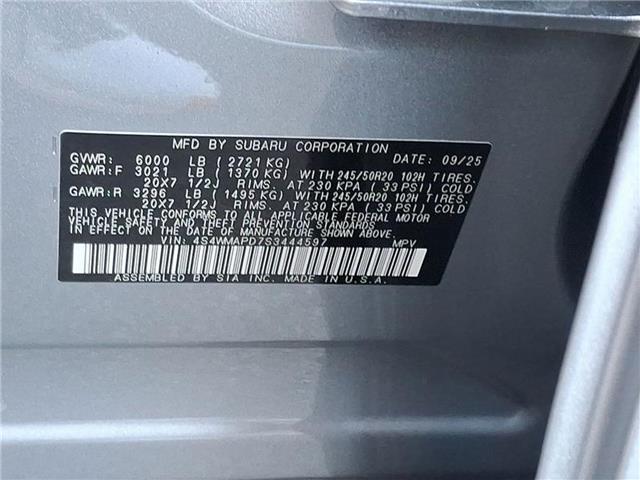 MFD BY SUBARU CORPORATION
GVWR: 6000 LB (2721 KG) DATE: 09/25
GAWR:F 3021 LB (1370 KG) WITH 245/50R20 102H TIRES.
20X7 1/2J RIMS. AT 230 KPA (33 PSI) COLD
GAWR:R 3296 LB (1495 KG) WITH 245/50R20 102H TIRES.
20X7 1/2J RIMS. AT 230 KPA (33 PSI) COLD
THIS VEHICLE CONFORMS TO ALL APPLICABLE FEDERAL MOTOR
VEHICLE SAFETY AND THEFT PREVENTION STANDARDS
IN EFFECT ON THE DATE OF MANUFACTURE SHOWN ABOVE.
VIN: 4S4WMAPD7S3444597 MPV
ASSEMBLED BY SIA INC. MADE IN U.S.A.